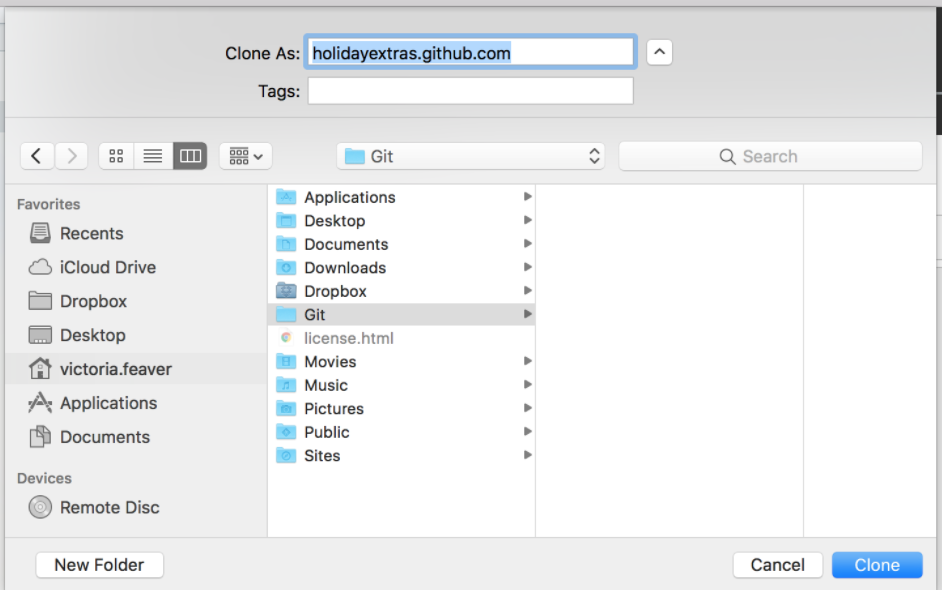 Clone As: holidayextras.github.com
Tags:
Git
Search
Favorites
Recents
iCloud Drive
Dropbox
Desktop
victoria.feaver
Applications
Documents
Devices
Remote Disc
Applications
Desktop
Documents
Downloads
Dropbox
Git
license.html
Movies
Music
Pictures
Public
Sites
New Folder
Cancel
Clone